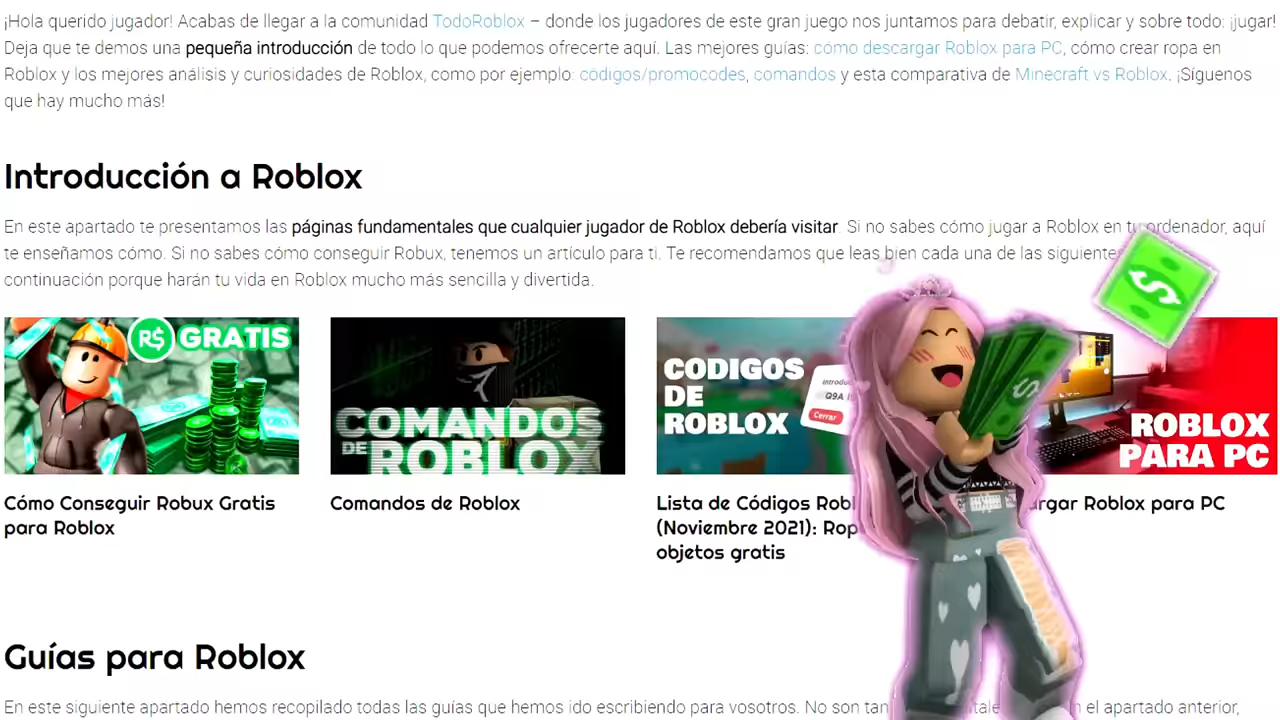 ¡Hola querido jugador! Acabas de llegar a la comunidad TodoRoblox – donde los jugadores de este gran juego nos juntamos para debatir, explicar y sobre todo: ¡jugar!
Deja que te demos una pequeña introducción de todo lo que podemos ofrecerte aquí. Las mejores guías: cómo descargar Roblox para PC, cómo crear ropa en
Roblox y los mejores análisis y curiosidades de Roblox, como por ejemplo: códigos/promocodes, comandos y esta comparativa de Minecraft vs Roblox. ¡Síguenos
que hay mucho más!
Introducción a Roblox
En este apartado te presentamos las páginas fundamentales que cualquier jugador de Roblox debería visitar. Si no sabes cómo jugar a Roblox en tu ordenador, aquí
te enseñamos cómo. Si no sabes cómo conseguir Robux, tenemos un artículo para ti. Te recomendamos que leas bien cada una de las siguiente
continuación porque harán tu vida en Roblox mucho más sencilla y divertida.
R$ GRATIS
COMANDOS
DE ROBLOX
CODIGOS
DE
ROBLOX
Q9A
Cerrar
ROBLOX
PARA PC
Cómo Conseguir Robux Gratis
para Roblox
Comandos de Roblox
Lista de Códigos Robl
(Noviembre 2021): Rop
objetos gratis
rgar Roblox para PC
Guías para Roblox
En este siguiente apartado hemos recopilado todas las guías que hemos ido escribiendo para vosotros. No son tan el apartado anterior,